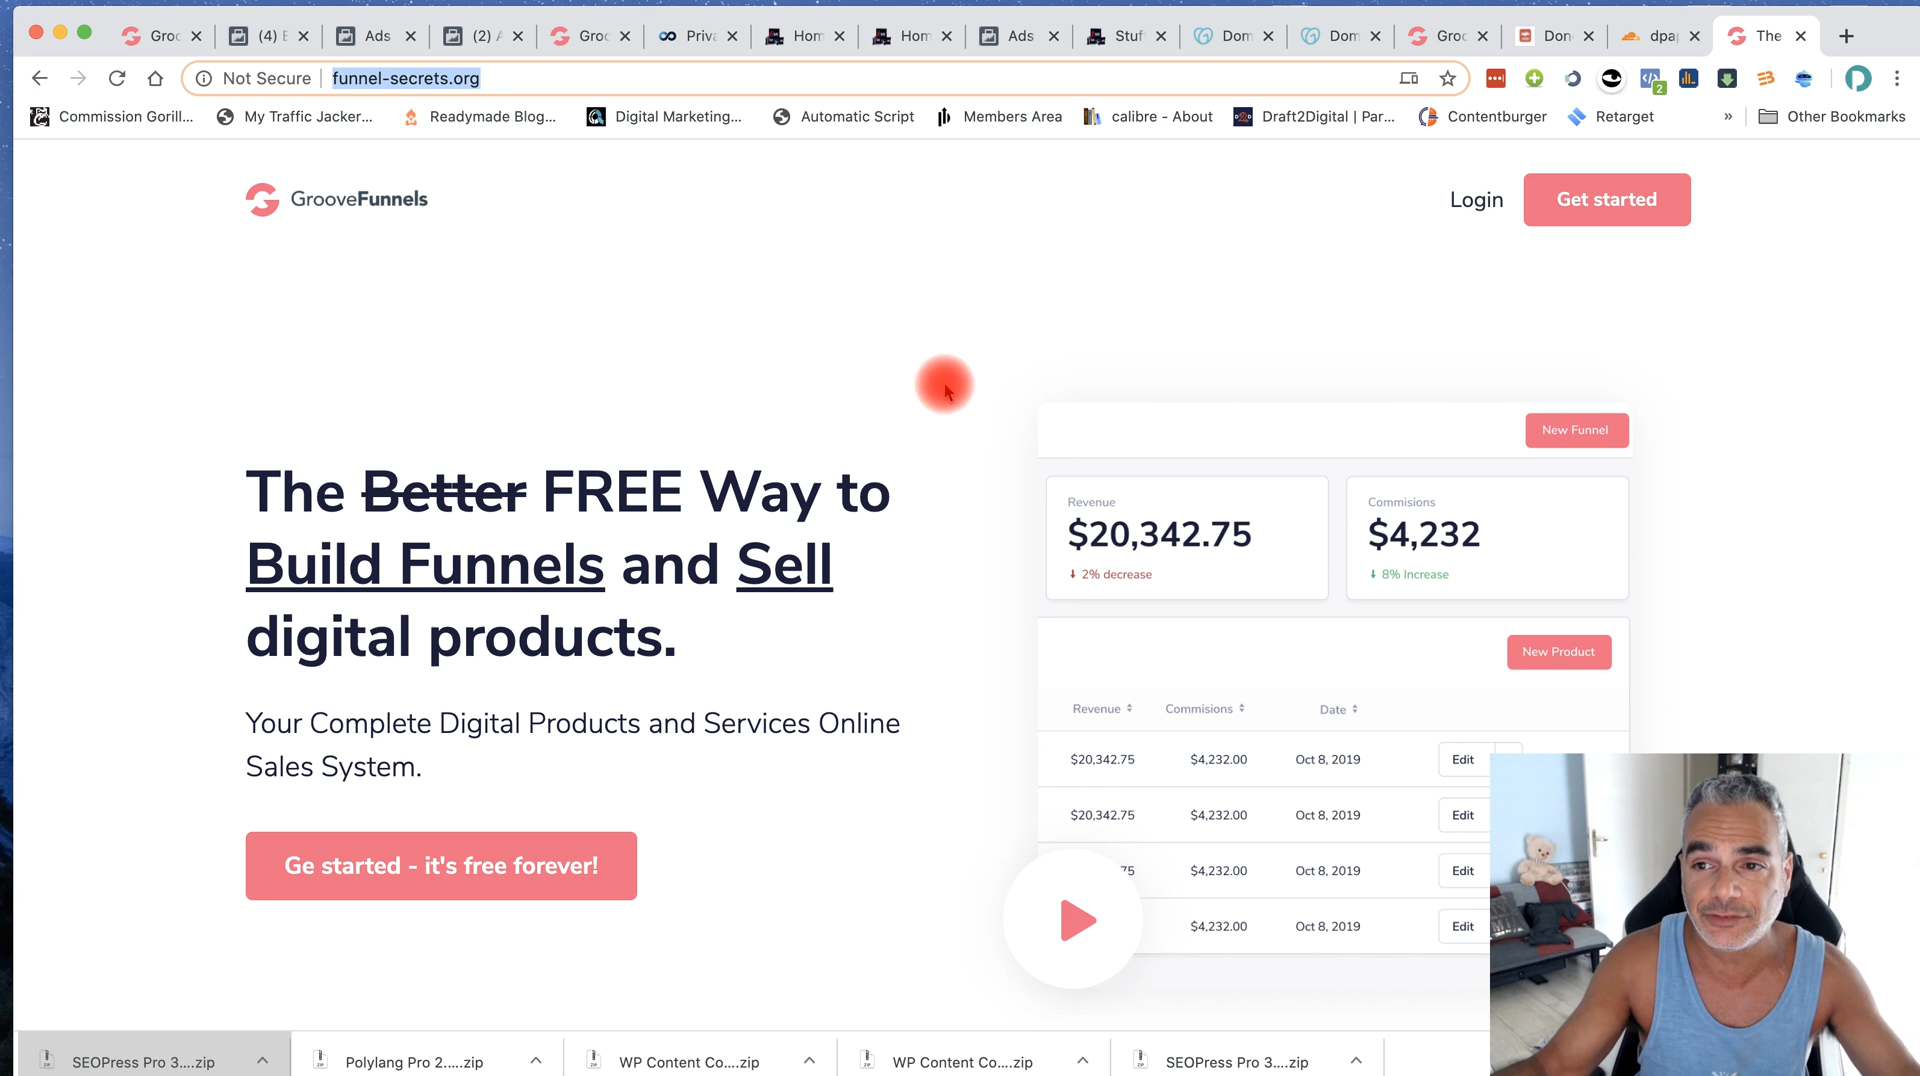 Groc
(4) E
Ads
(2) A
Groc
Priva
Hom
Hom
Ads
Stuf
Dom
Dom
Groc
Don
dpa
The
Not Secure
funnel-secrets.org
2
Commission Gorill...
My Traffic Jacker...
Readymade Blog...
Digital Marketing...
Automatic Script
Members Area
calibre - About
Draft2Digital | Par...
Contentburger
Retarget
»
Other Bookmarks
GrooveFunnels
Login
Get started
The Better FREE Way to
Build Funnels and Sell
digital products.
Your Complete Digital Products and Services Online
Sales System.
Ge started - it's free forever!
New Funnel
Revenue
$20,342.75
2% decrease
Commisions
$4,232
8% Increase
New Product
Revenue Commisions Date
$20,342.75 $4,232.00 Oct 8, 2019 Edit
$20,342.75 $4,232.00 Oct 8, 2019 Edit
75 $4,232.00 Oct 8, 2019 Edit
$4,232.00 Oct 8, 2019 Edit
SEOPress Pro 3....zip
Polylang Pro 2.....zip
WP Content Co....zip
WP Content Co....zip
SEOPress Pro 3....zip